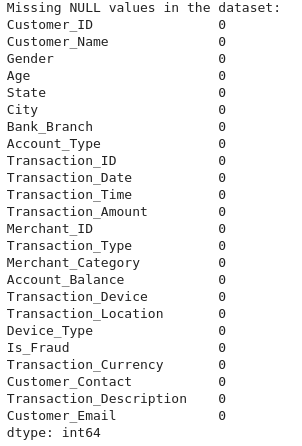 Missing NULL values in the dataset:
Customer_ID 0
Customer_Name 0
Gender 0
Age 0
State 0
City 0
Bank_Branch 0
Account_Type 0
Transaction_ID 0
Transaction_Date 0
Transaction_Time 0
Transaction_Amount 0
Merchant_ID 0
Transaction_Type 0
Merchant_Category 0
Account_Balance 0
Transaction_Device 0
Transaction_Location 0
Device_Type 0
Is_Fraud 0
Transaction_Currency 0
Customer_Contact 0
Transaction_Description 0
Customer_Email 0
dtype: int64